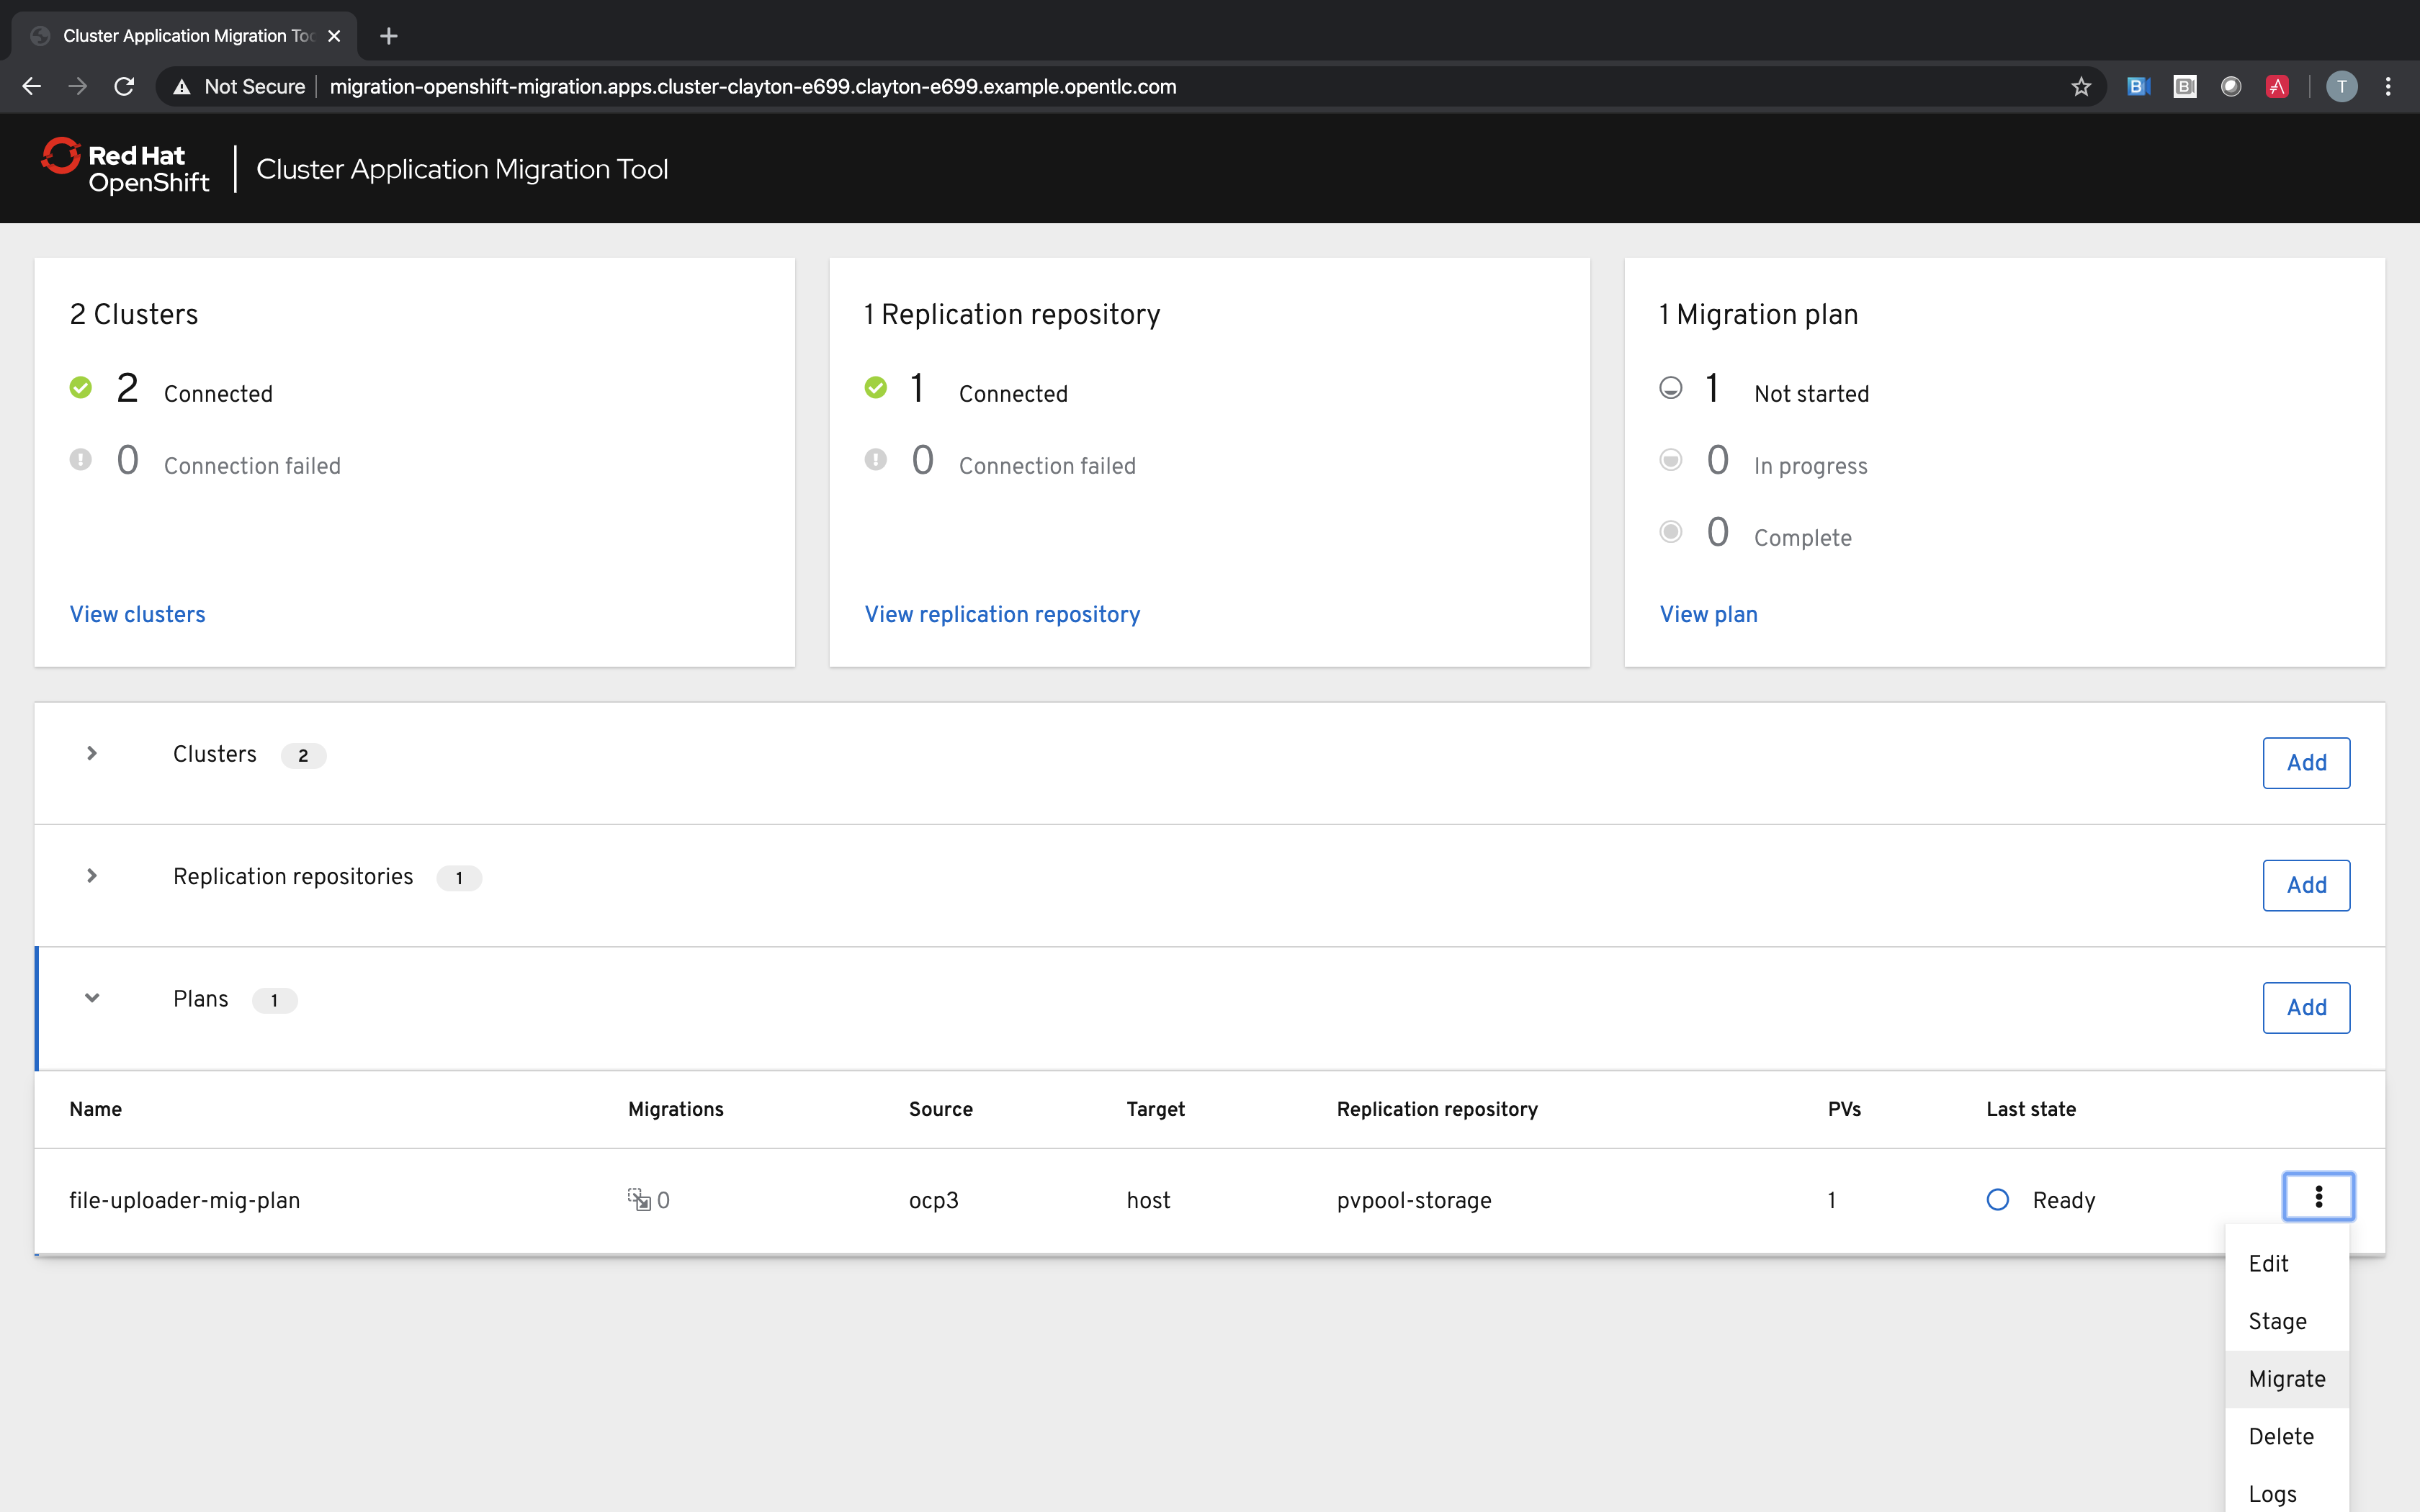 Cluster Application Migration Too
Not Secure
migration-openshift-migration.apps.cluster-clayton-e699.clayton-e699.example.opentlc.com
B
B
T
Red Hat
OpenShift
Cluster Application Migration Tool
2 Clusters
2 Connected
0 Connection failed
View clusters
1 Replication repository
1 Connected
0 Connection failed
View replication repository
1 Migration plan
1 Not started
0 In progress
0 Complete
View plan
Clusters 2
Add
Replication repositories 1
Add
Plans 1
Add
Name Migrations Source Target Replication repository PVs Last state
file-uploader-mig-plan 0 ocp3 host pvpool-storage 1 Ready
Edit
Stage
Migrate
Delete
Logs